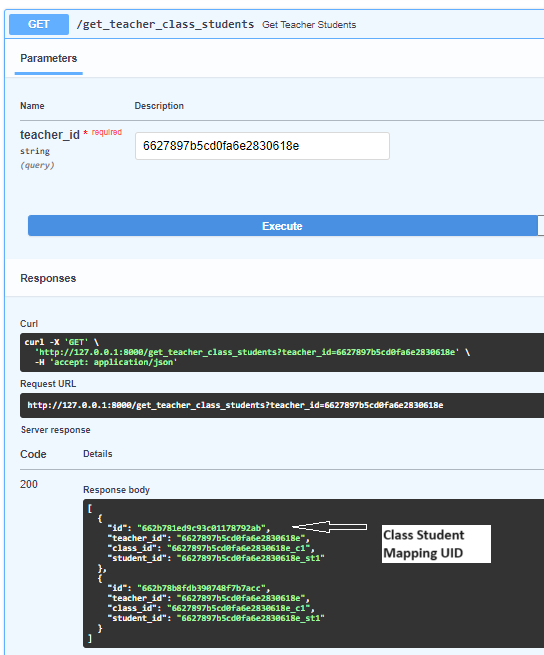 GET /get_teacher_class_students Get Teacher Students
Parameters
Name Description
teacher_id * required
string
(query)
6627897b5cd0fa6e2830618e
Execute
Responses
Curl
curl -X 'GET' \
'http://127.0.0.1:8000/get_teacher_class_students?teacher_id=6627897b5cd0fa6e2830618e' \
-H 'accept: application/json'
Request URL
http://127.0.0.1:8000/get_teacher_class_students?teacher_id=6627897b5cd0fa6e2830618e
Server response
Code Details
200
Response body
[
{
"id": "662b781ed9c93c01178792ab",
"teacher_id": "6627897b5cd0fa6e2830618e",
"class_id": "6627897b5cd0fa6e2830618e_c1",
"student_id": "6627897b5cd0fa6e2830618e_st1"
},
{
"id": "662b78b8fdb390748f7b7acc",
"teacher_id": "6627897b5cd0fa6e2830618e",
"class_id": "6627897b5cd0fa6e2830618e_c1",
"student_id": "6627897b5cd0fa6e2830618e_st1"
}
]
Class Student
Mapping UID